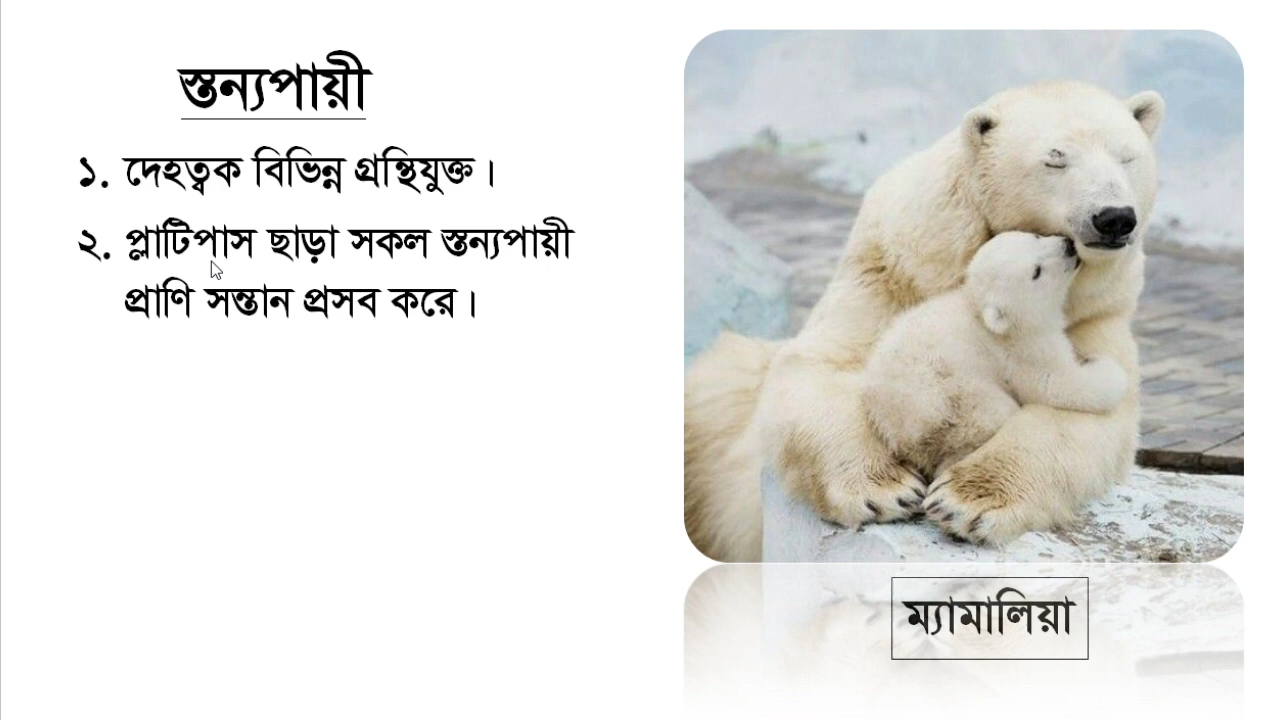 স্তন্যপায়ী
১. দেহত্বক বিভিন্ন গ্রন্থিযুক্ত।
২. প্লাটিপাস ছাড়া সকল স্তন্যপায়ী
প্রাণি সন্তান প্রসব করে।
ম্যামালিয়া